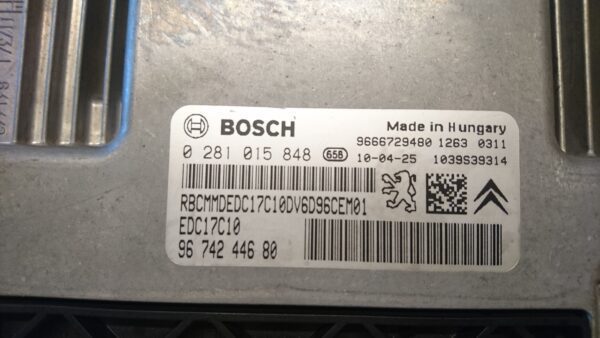 BOSCH
Made in Hungary
9666729480 1263 0311
0 281 015 848 65B 10-04-25 1039S39314
RBCMMDEDC17C10DV6D96CEM01
EDC17C10
96 742 446 80